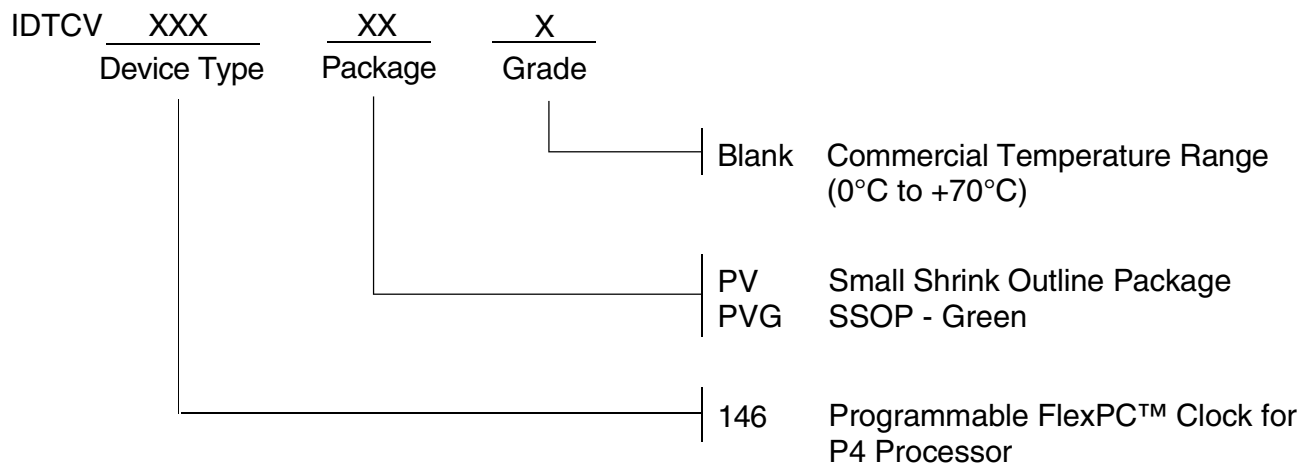 IDTCV XXX XX X
Device Type Package Grade
Blank Commercial Temperature Range
(0°C to +70°C)
PV Small Shrink Outline Package
PVG SSOP - Green
146 Programmable FlexPC™ Clock for
P4 Processor